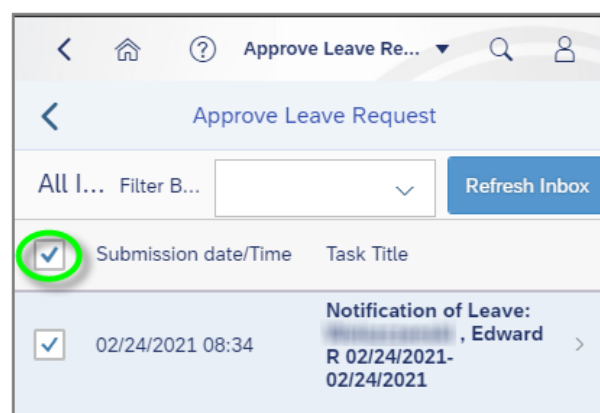 Approve Leave Re...
Approve Leave Request
All I... Filter B... Refresh Inbox
Submission date/Time Task Title
Notification of Leave:
, Edward
02/24/2021 08:34
R 02/24/2021-
02/24/2021